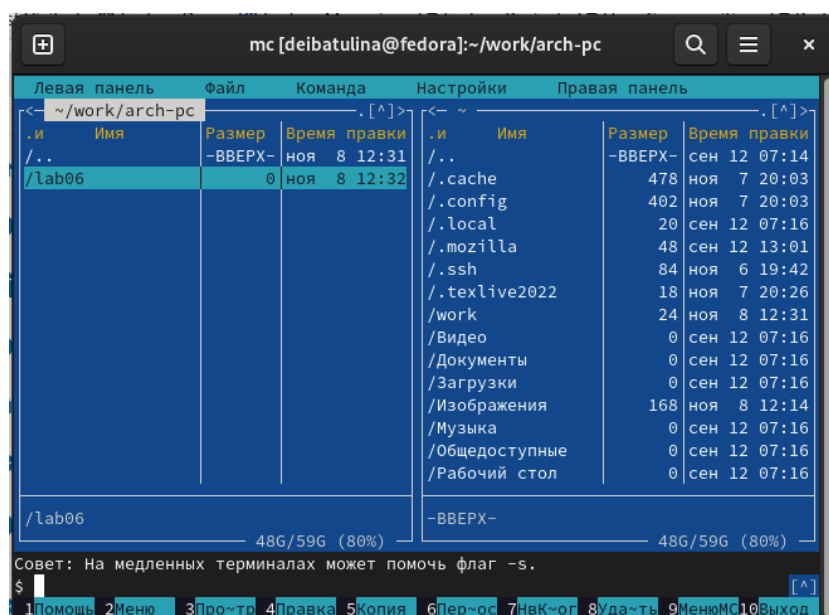 mc [deibatulina@fedora]:~/work/arch-pc
Левая панель Файл Команда Настройки Правая панель
<- ~/work/arch-pc .[^]> <- ~ .[^]>
.и Имя Размер Время правки .и Имя Размер Время правки
/.. -ВВЕРХ- ноя 8 12:31 /.. -ВВЕРХ- сен 12 07:14
/lab06 0 ноя 8 12:32 /.cache 478 ноя 7 20:03
/.config 402 ноя 7 20:03
/.local 20 сен 12 07:16
/.mozilla 48 сен 12 13:01
/.ssh 84 ноя 6 19:42
/.texlive2022 18 ноя 7 20:26
/work 24 ноя 8 12:31
/Видео 0 сен 12 07:16
/Документы 0 сен 12 07:16
/Загрузки 0 сен 12 07:16
/Изображения 168 ноя 8 12:14
/Музыка 0 сен 12 07:16
/Общедоступные 0 сен 12 07:16
/Рабочий стол 0 сен 12 07:16
/lab06 -ВВЕРХ-
48G/59G (80%) 48G/59G (80%)
Совет: На медленных терминалах может помочь флаг -s.
$ [^]
1Помощь 2Меню 3Про~тр 4Правка 5Копия 6Пер~ос 7НвК~ог 8Уда~ть 9МенюMC 10Выход